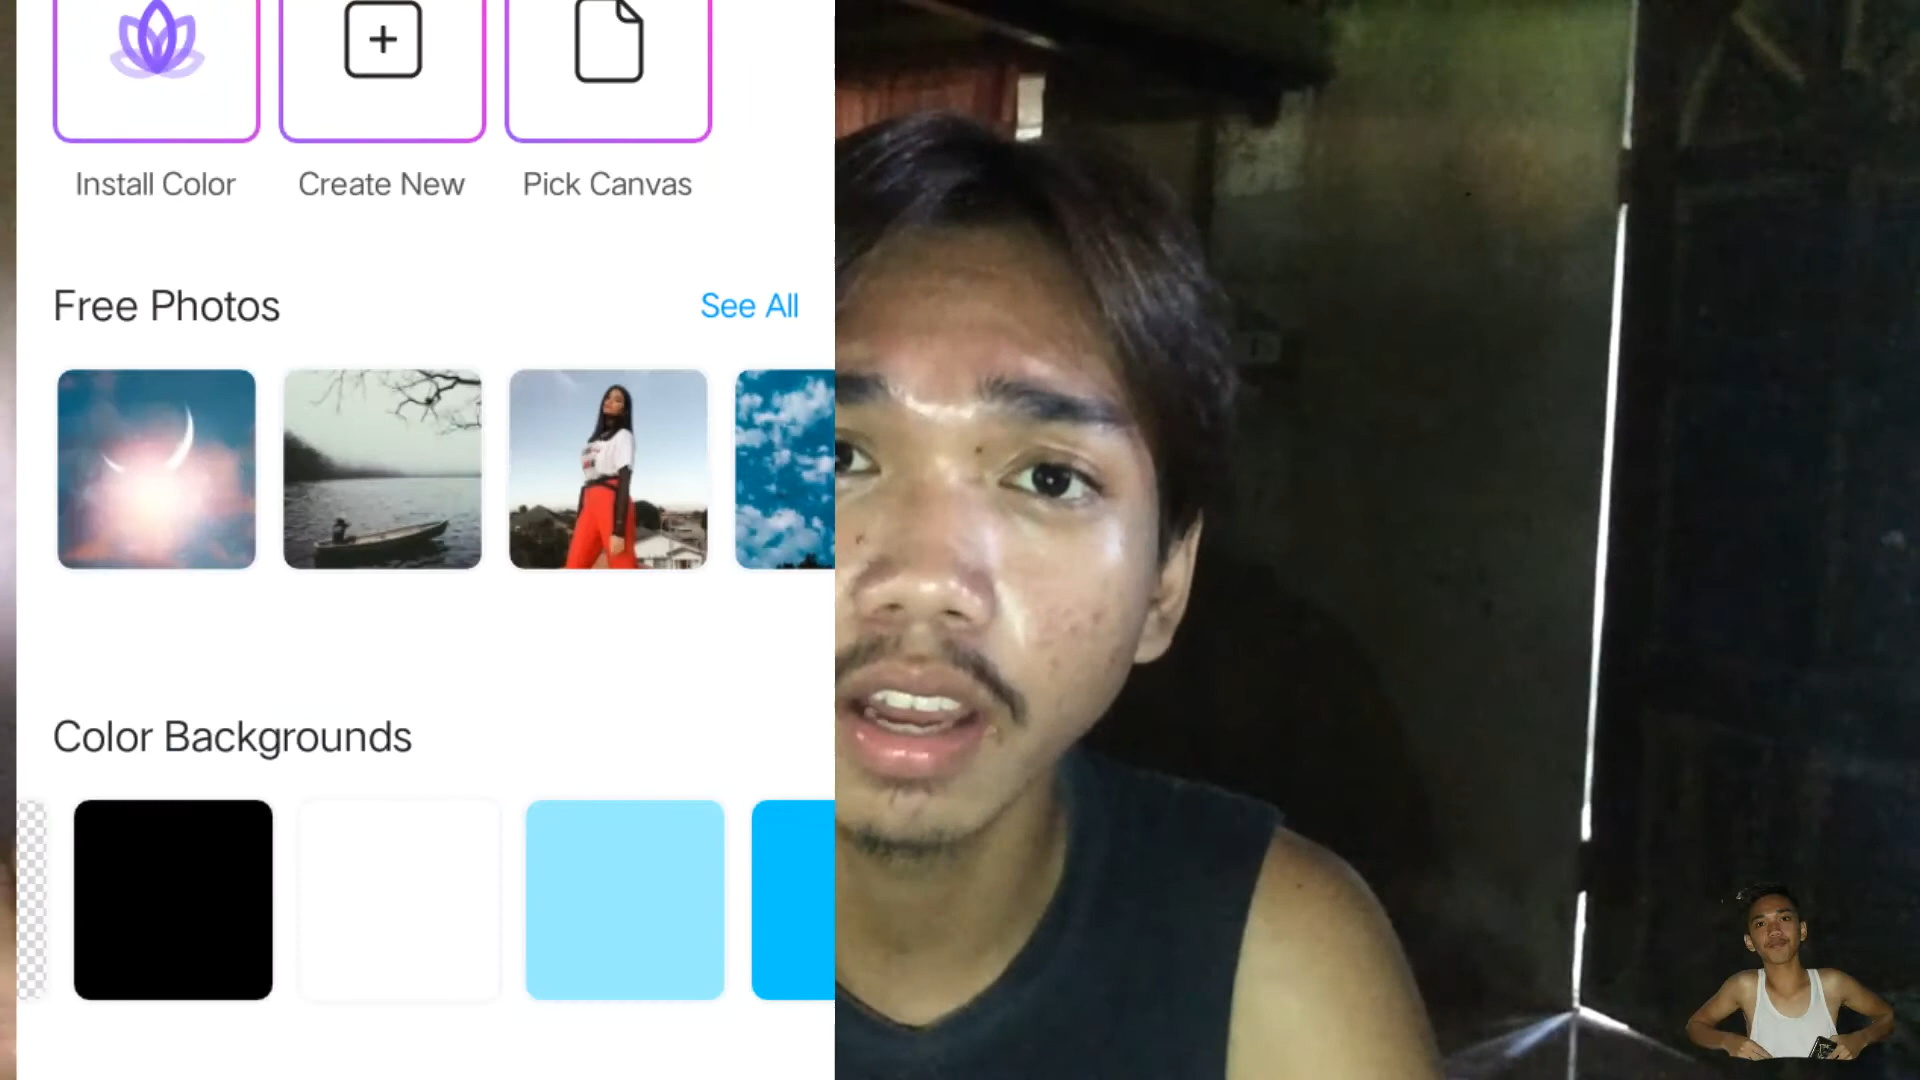 Install Color
Create New
Pick Canvas
Free Photos
See All
Color Backgrounds